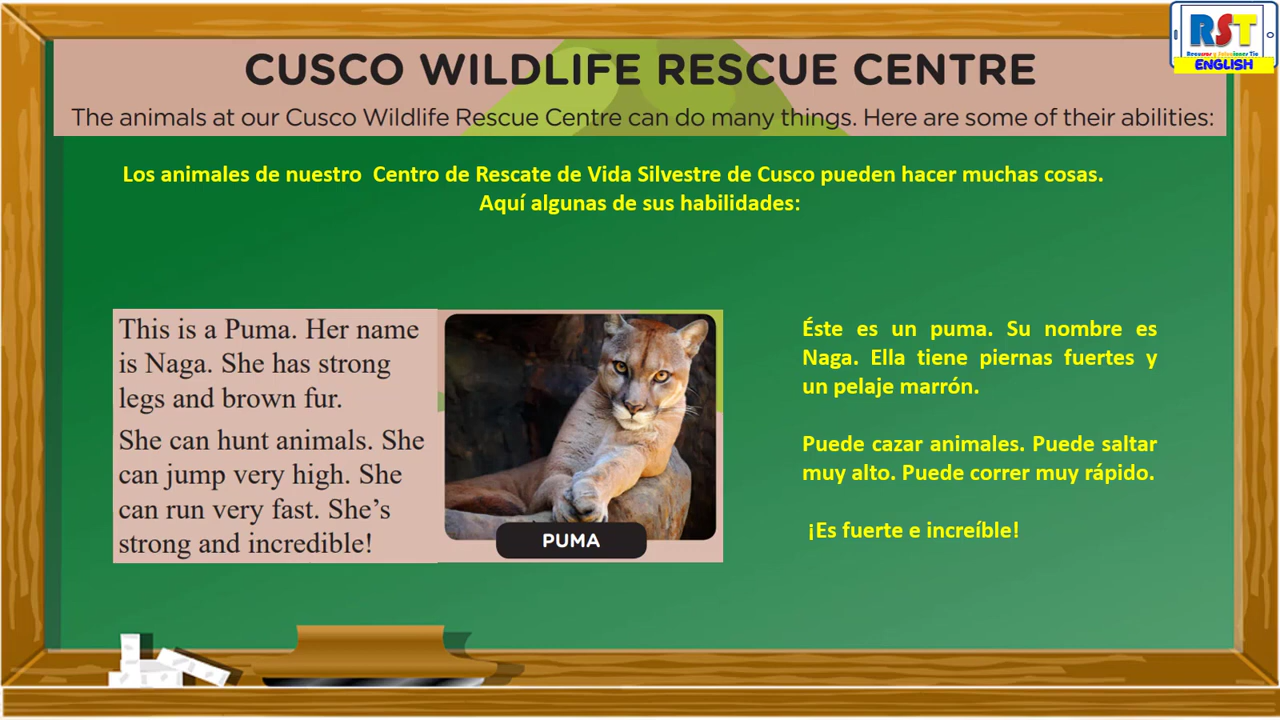 RST
Recursos y Soluciones Tic
ENGLISH
CUSCO WILDLIFE RESCUE CENTRE
The animals at our Cusco Wildlife Rescue Centre can do many things. Here are some of their abilities:
Los animales de nuestro Centro de Rescate de Vida Silvestre de Cusco pueden hacer muchas cosas.
Aquí algunas de sus habilidades:
This is a Puma. Her name
is Naga. She has strong
legs and brown fur.
She can hunt animals. She
can jump very high. She
can run very fast. She’s
strong and incredible!
PUMA
Éste es un puma. Su nombre es
Naga. Ella tiene piernas fuertes y
un pelaje marrón.
Puede cazar animales. Puede saltar
muy alto. Puede correr muy rápido.
¡Es fuerte e increíble!